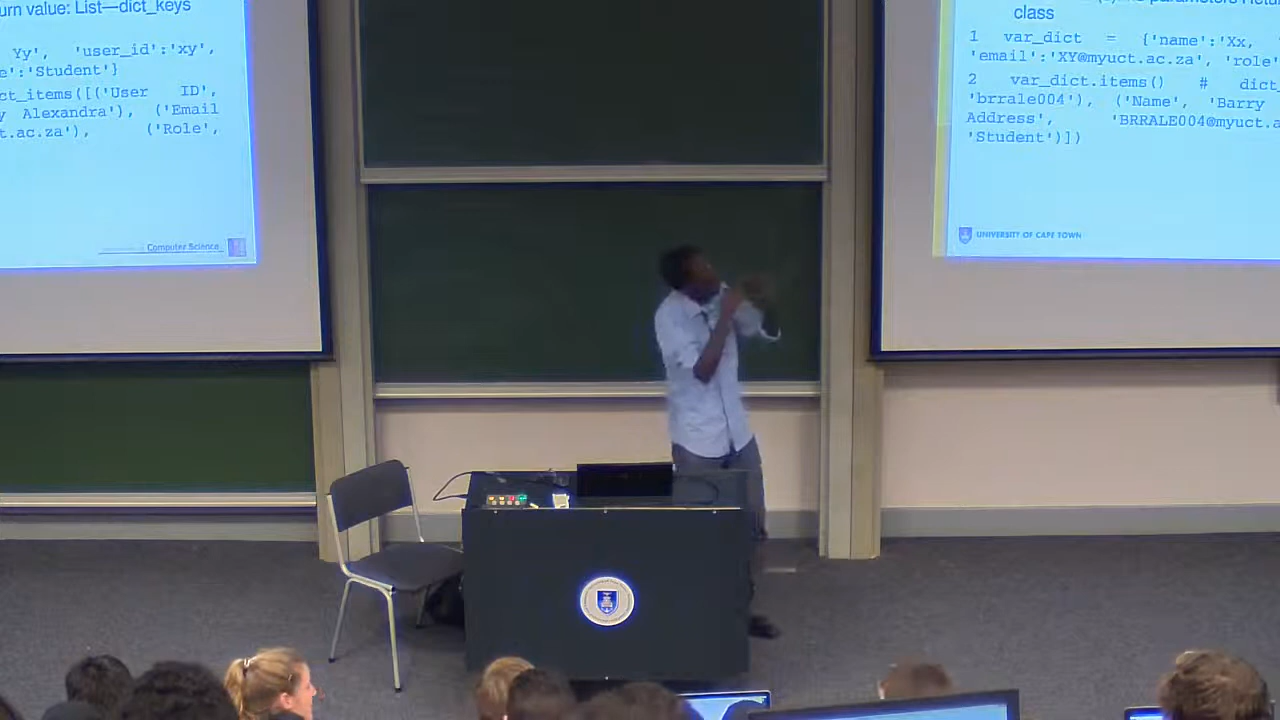 urn value: List—dict_keys
Yy', 'user_id':'xy',
e':'Student'}
ct_items([('User ID',
y Alexandra'), ('Email
t.ac.za'), ('Role',
Computer Science
class
1 var_dict = {'name':'Xx,
'email':'XY@myuct.ac.za', 'role'
2 var_dict.items() # dict_
'brrale004'), ('Name', 'Barry
Address', 'BRRALE004@myuct.a
'Student')])
UNIVERSITY OF CAPE TOWN